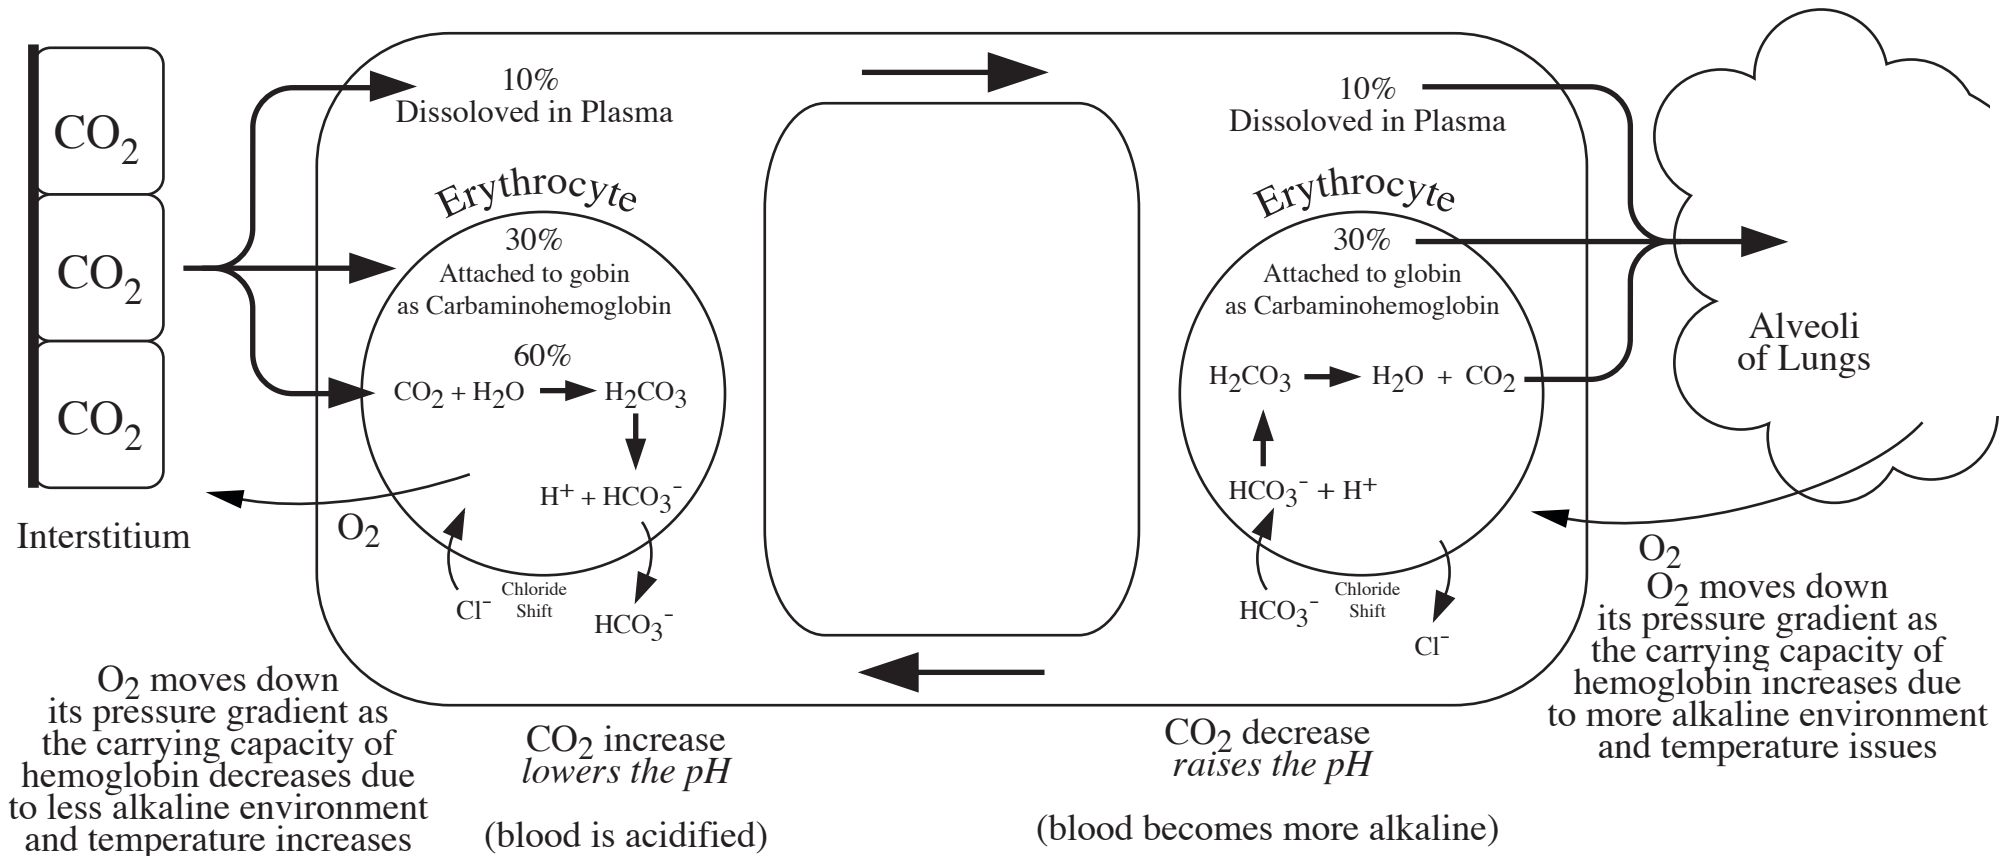 CO2
CO2
CO2
Interstitium
10%
Dissoloved in Plasma
Erythrocyte
30%
Attached to gobin
as Carbaminohemoglobin
60%
CO2 + H2O
H2CO3
H+ + HCO3-
O2
Cl-
Chloride
Shift
HCO3-
O2 moves down
its pressure gradient as
the carrying capacity of
hemoglobin decreases due
to less alkaline environment
and temperature increases
CO2 increase
lowers the pH
(blood is acidified)
10%
Dissoloved in Plasma
Erythrocyte
30%
Attached to globin
as Carbaminohemoglobin
H2CO3
H2O + CO2
HCO3- + H+
HCO3-
Chloride
Shift
Cl-
CO2 decrease
raises the pH
(blood becomes more alkaline)
Alveoli
of Lungs
O2
O2 moves down
its pressure gradient as
the carrying capacity of
hemoglobin increases due
to more alkaline environment
and temperature issues